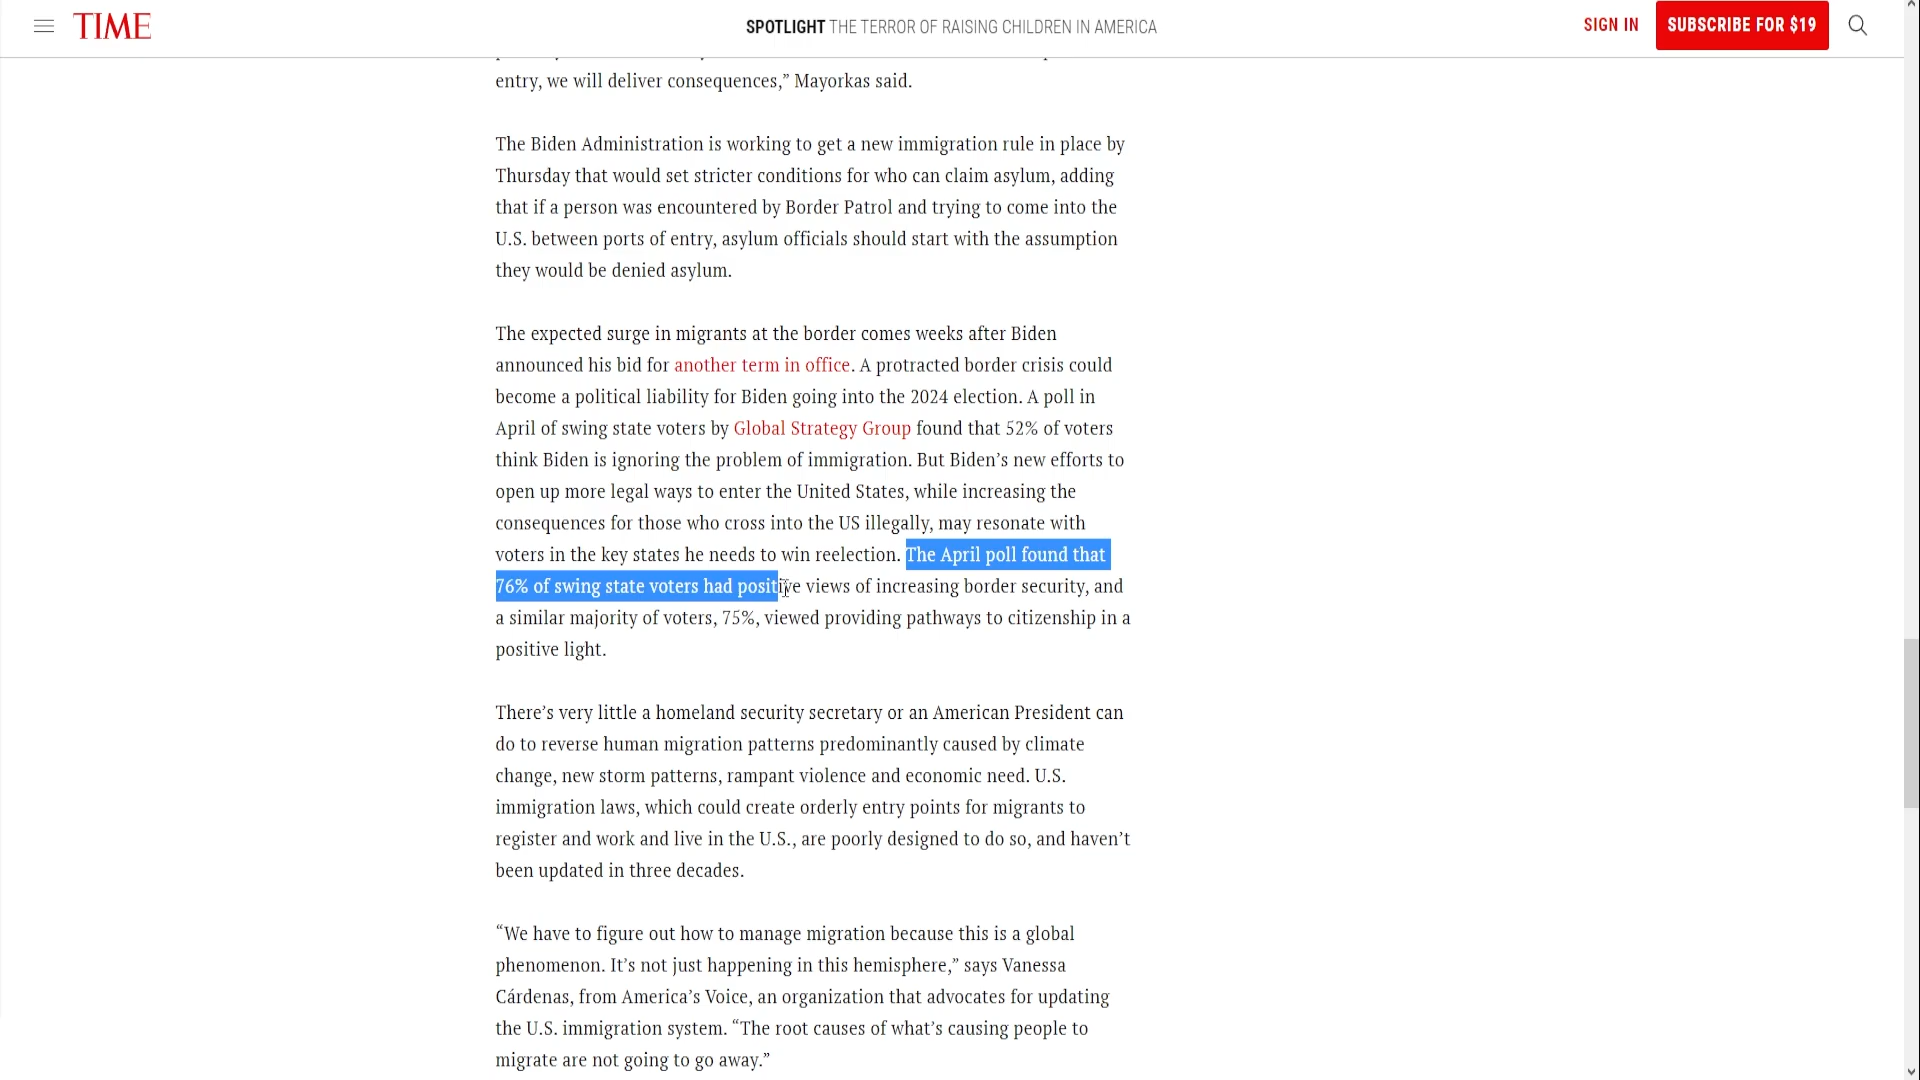 TIME
SPOTLIGHT THE TERROR OF RAISING CHILDREN IN AMERICA
SIGN IN
SUBSCRIBE FOR $19
entry, we will deliver consequences,” Mayorkas said.
The Biden Administration is working to get a new immigration rule in place by
Thursday that would set stricter conditions for who can claim asylum, adding
that if a person was encountered by Border Patrol and trying to come into the
U.S. between ports of entry, asylum officials should start with the assumption
they would be denied asylum.
The expected surge in migrants at the border comes weeks after Biden
announced his bid for another term in office. A protracted border crisis could
become a political liability for Biden going into the 2024 election. A poll in
April of swing state voters by Global Strategy Group found that 52% of voters
think Biden is ignoring the problem of immigration. But Biden’s new efforts to
open up more legal ways to enter the United States, while increasing the
consequences for those who cross into the US illegally, may resonate with
voters in the key states he needs to win reelection. The April poll found that
76% of swing state voters had positive views of increasing border security, and
a similar majority of voters, 75%, viewed providing pathways to citizenship in a
positive light.
There’s very little a homeland security secretary or an American President can
do to reverse human migration patterns predominantly caused by climate
change, new storm patterns, rampant violence and economic need. U.S.
immigration laws, which could create orderly entry points for migrants to
register and work and live in the U.S., are poorly designed to do so, and haven’t
been updated in three decades.
“We have to figure out how to manage migration because this is a global
phenomenon. It’s not just happening in this hemisphere,” says Vanessa
Cárdenas, from America’s Voice, an organization that advocates for updating
the U.S. immigration system. “The root causes of what’s causing people to
migrate are not going to go away.”